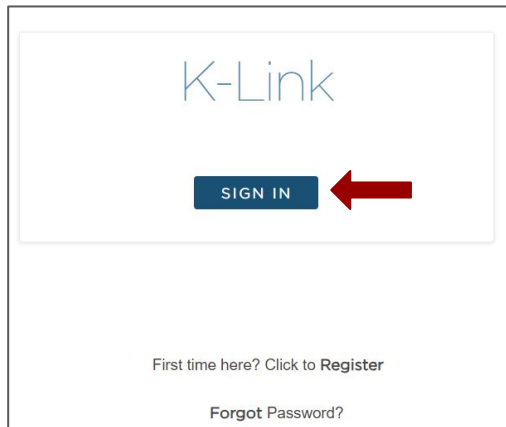 K-Link
SIGN IN
First time here? Click to Register
Forgot Password?